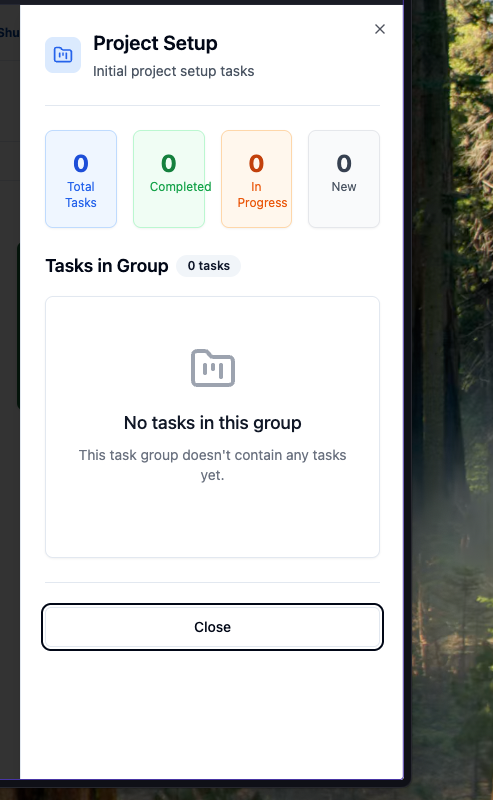 Shu
Project Setup
Initial project setup tasks
0
Total
Tasks
0
Completed
0
In
Progress
0
New
Tasks in Group
0 tasks
No tasks in this group
This task group doesn't contain any tasks
yet.
Close